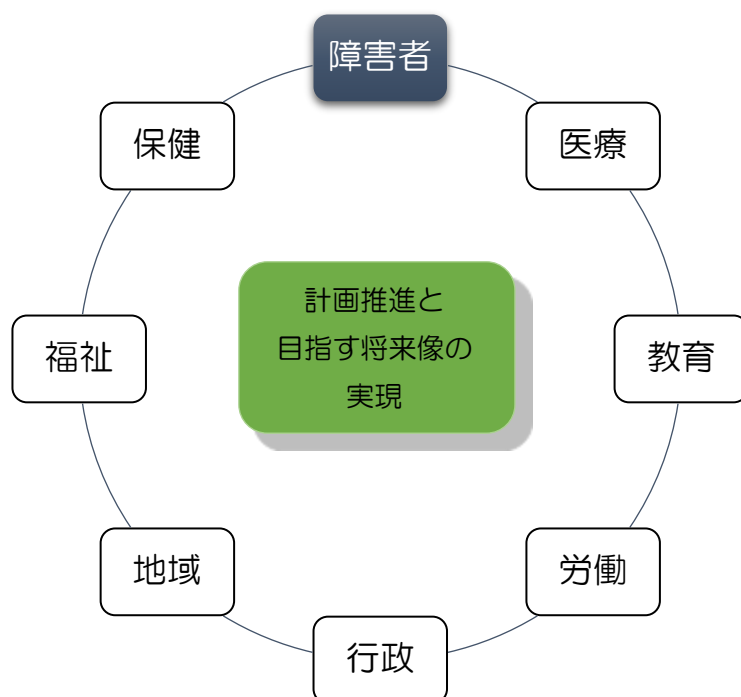 障害者
保健
医療
計画推進と
目指す将来像の
実現
福祉
教育
地域
労働
行政